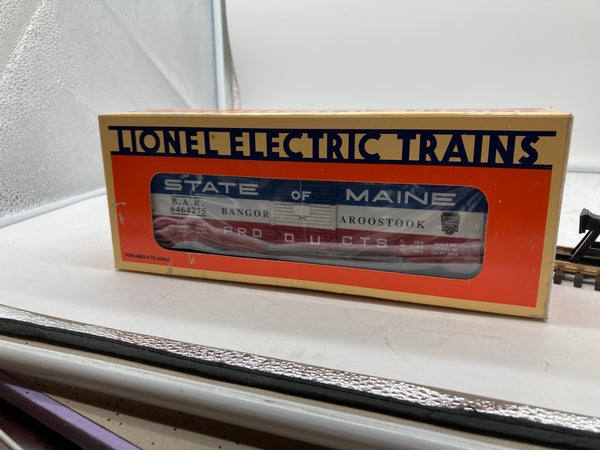 LIONEL ELECTRIC TRAINS
STATE OF MAINE
B.A.R.
6464275 BANGOR AROOSTOOK
PRODUCTS
FOR AGES 8 TO ADULT